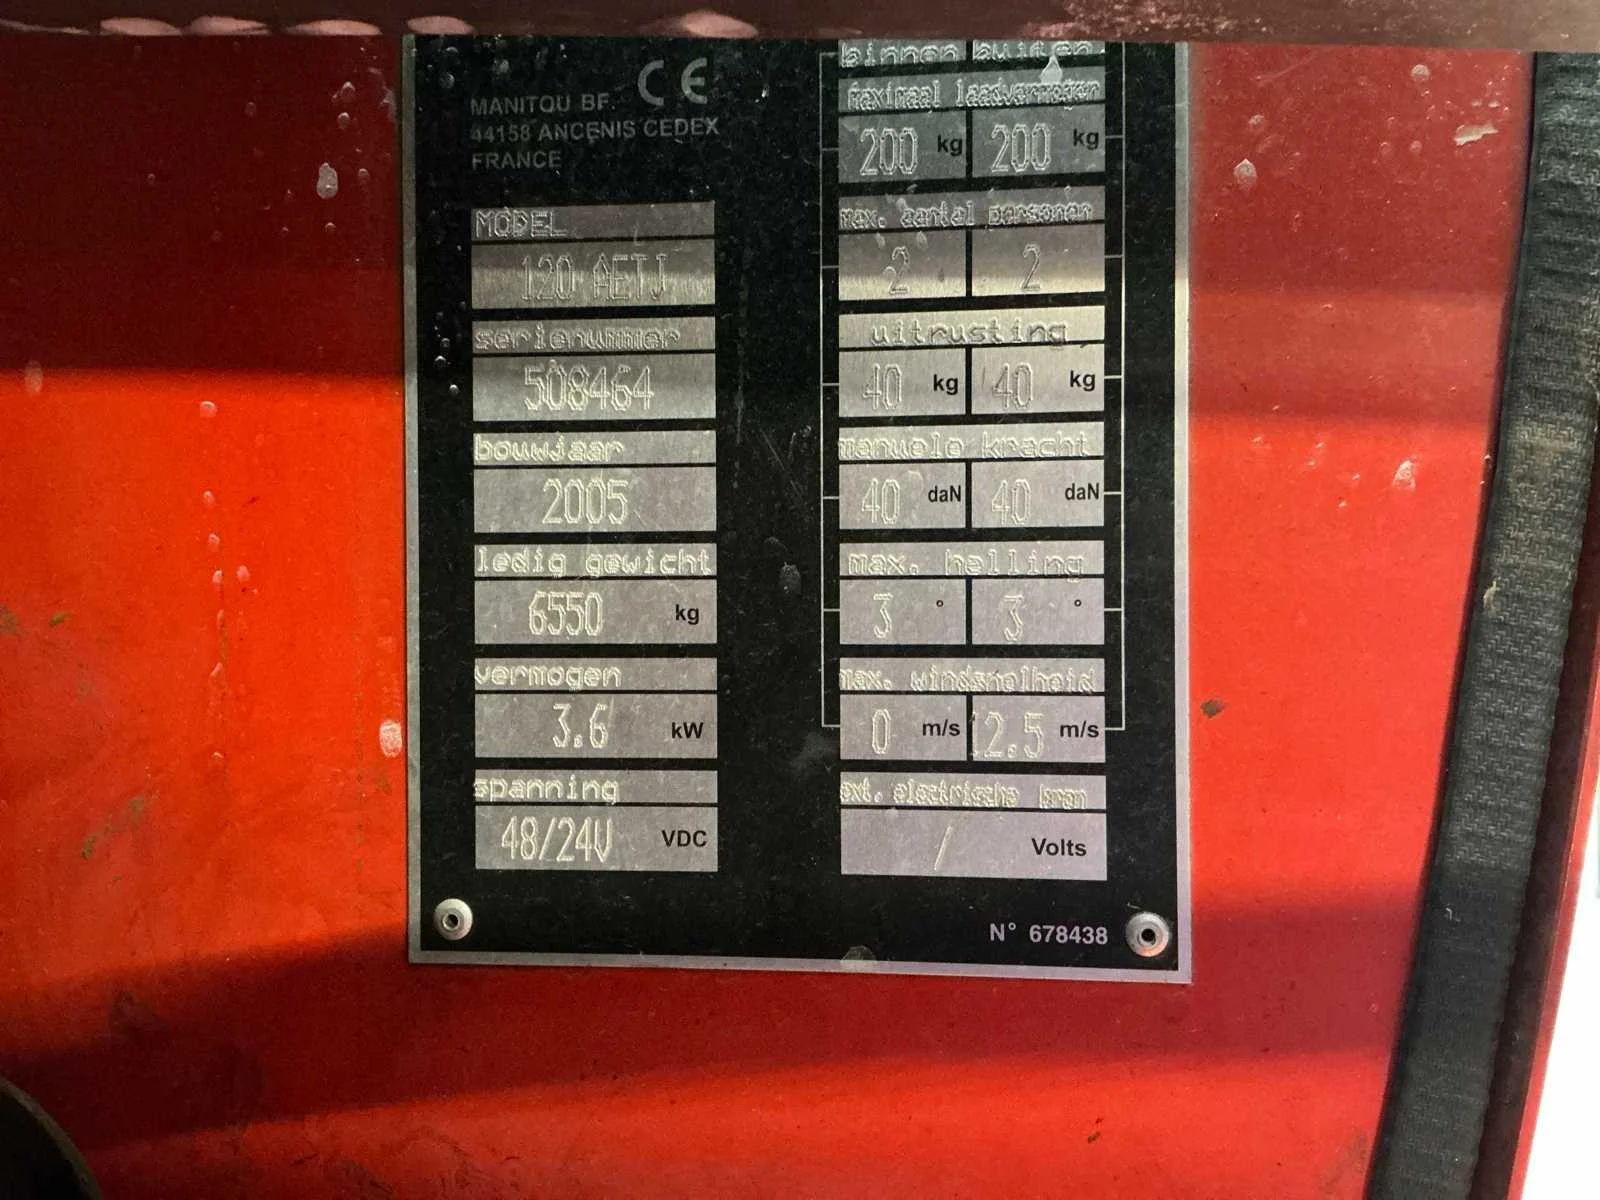 CE
MANITOU BF.
44158 ANCENIS CEDEX
FRANCE
MODEL
120 AETJ
serienummer
508464
bouwjaar
2005
ledig gewicht
6550 kg
vermogen
3.6 kW
spanning
48/24V VDC
binnen buiten
Maximaal laadvermogen
200 kg 200 kg
max. aantal personen
2 2
uitrusting
40 kg 40 kg
manuele kracht
40 daN 40 daN
max. helling
3 ° 3 °
max. windsnelheid
0 m/s 12.5 m/s
ext. elektrische bron
/ Volts
N° 678438